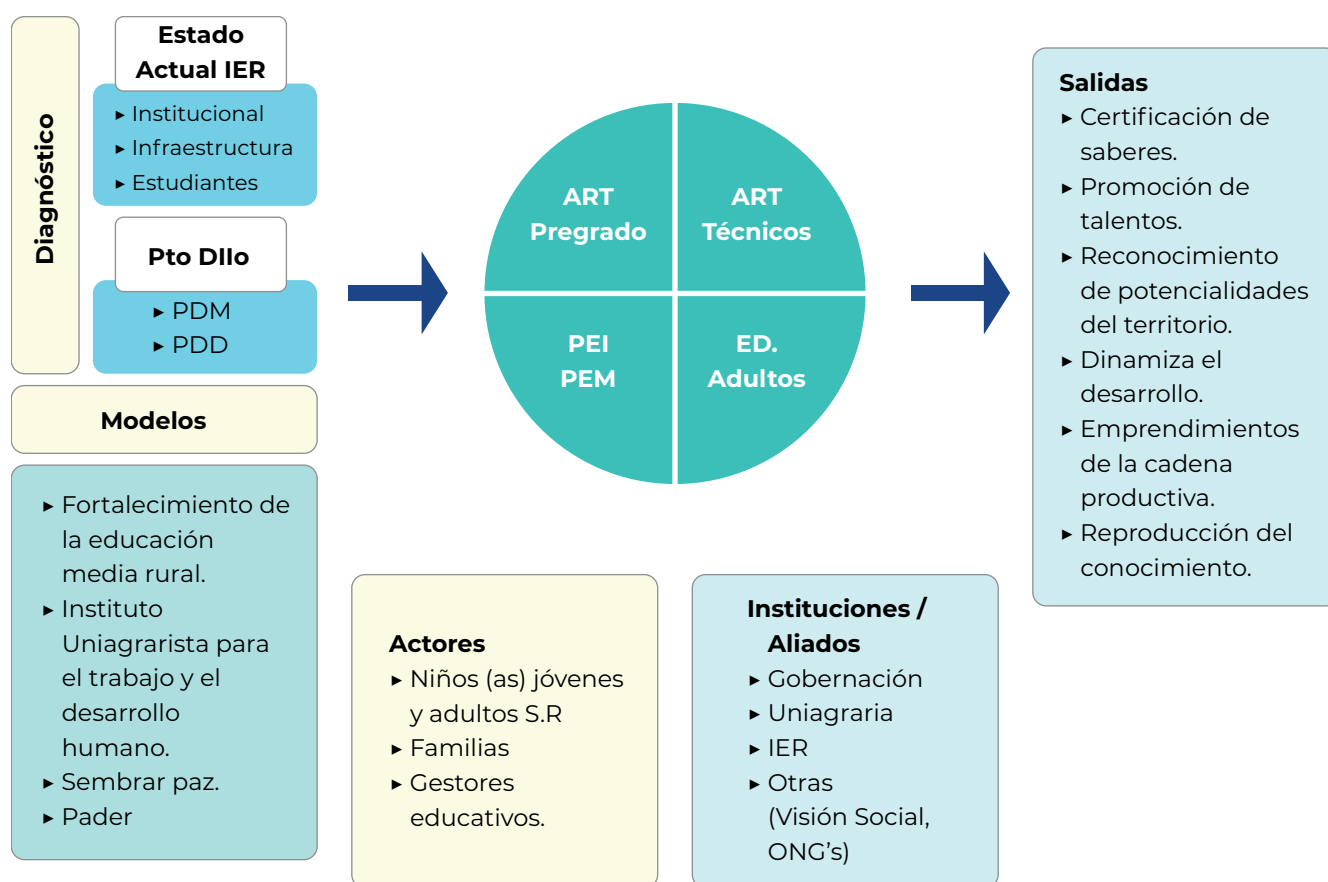 Diagnóstico
Estado
Actual IER
▸ Institucional
▸ Infraestructura
▸ Estudiantes
Pto DIlo
▸ PDM
▸ PDD
Modelos
▸ Fortalecimiento de
la educación
media rural.
▸ Instituto
Uniagrarista para
el trabajo y el
desarrollo
humano.
▸ Sembrar paz.
▸ Pader
ART
Pregrado
ART
Técnicos
PEI
PEM
ED.
Adultos
Actores
▸ Niños (as) jóvenes
y adultos S.R
▸ Familias
▸ Gestores
educativos.
Instituciones /
Aliados
▸ Gobernación
▸ Uniagraria
▸ IER
▸ Otras
(Visión Social,
ONG's)
Salidas
▸ Certificación de
saberes.
▸ Promoción de
talentos.
▸ Reconocimiento
de potencialidades
del territorio.
▸ Dinamiza el
desarrollo.
▸ Emprendimientos
de la cadena
productiva.
▸ Reproducción del
conocimiento.